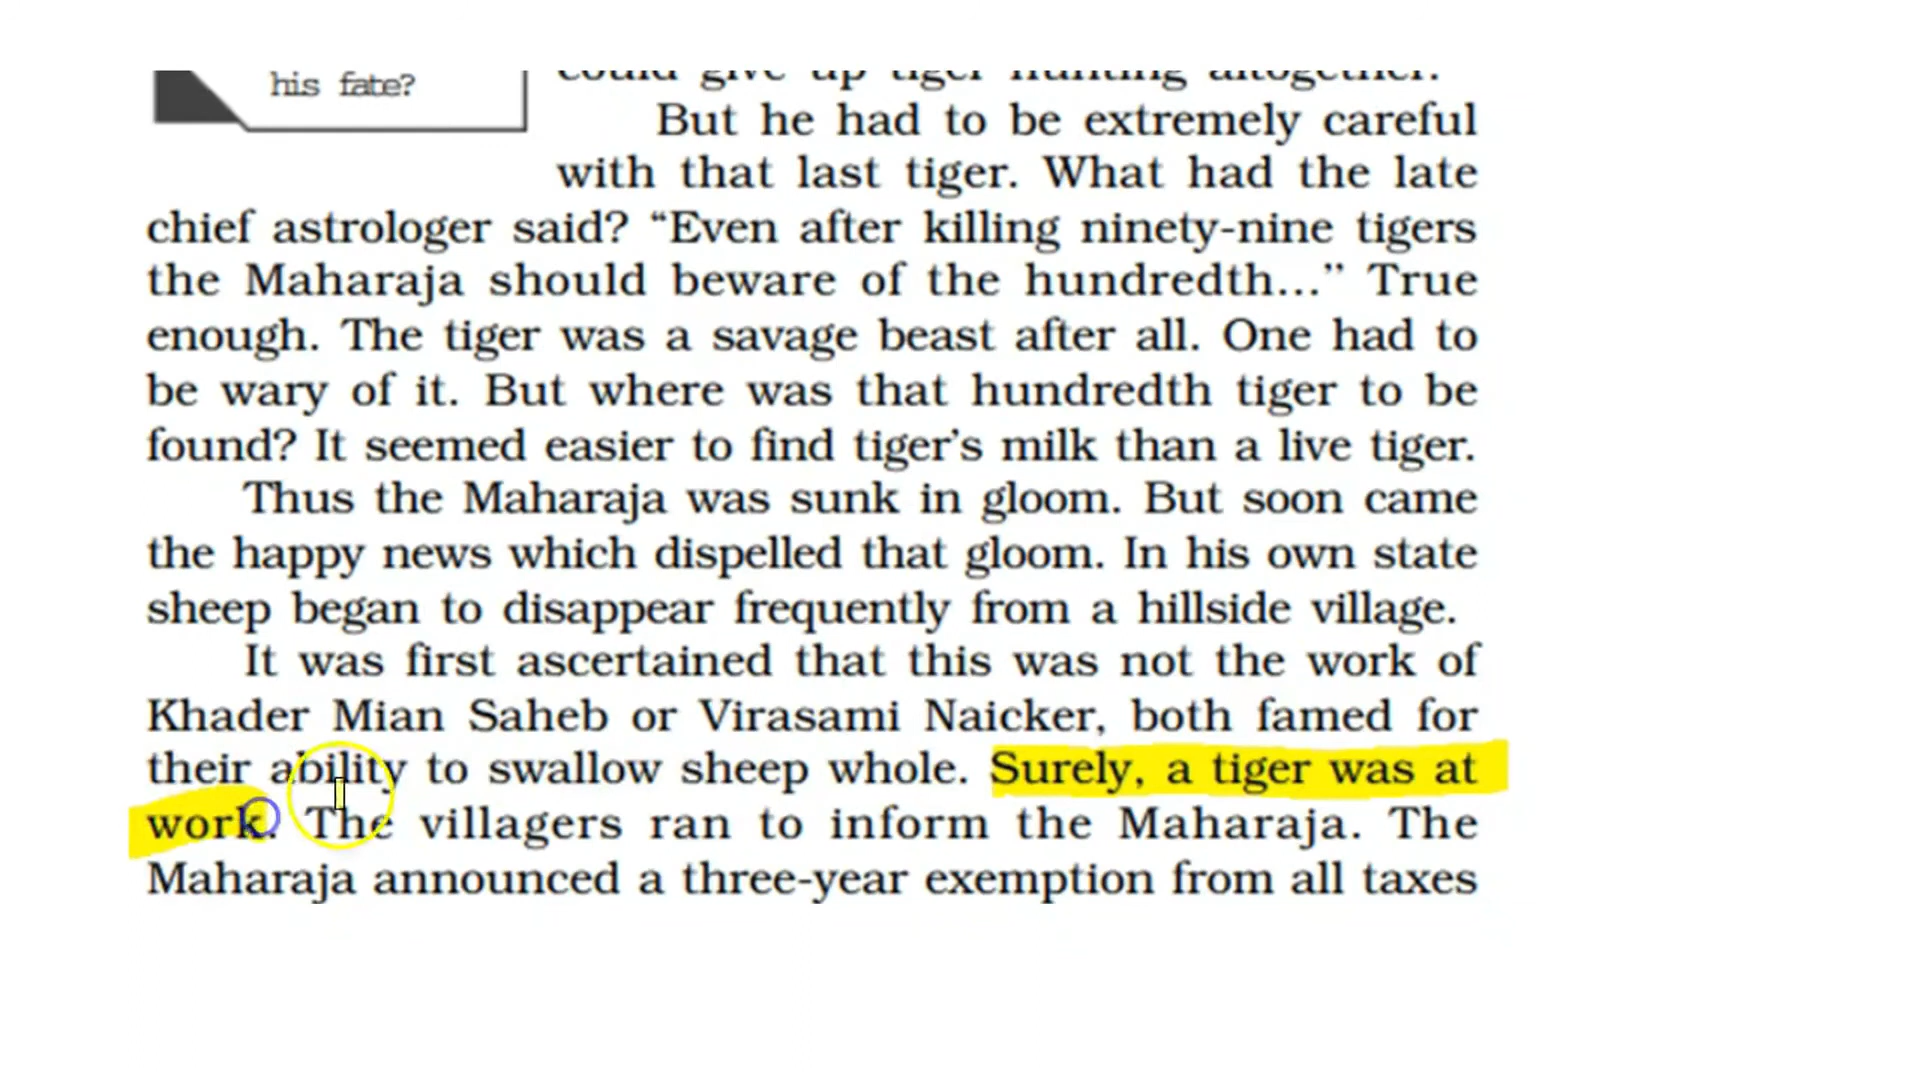 his fate?
could give up tiger hunting altogether.
But he had to be extremely careful
with that last tiger. What had the late
chief astrologer said? “Even after killing ninety-nine tigers
the Maharaja should beware of the hundredth...’’ True
enough. The tiger was a savage beast after all. One had to
be wary of it. But where was that hundredth tiger to be
found? It seemed easier to find tiger’s milk than a live tiger.
Thus the Maharaja was sunk in gloom. But soon came
the happy news which dispelled that gloom. In his own state
sheep began to disappear frequently from a hillside village.
It was first ascertained that this was not the work of
Khader Mian Saheb or Virasami Naicker, both famed for
their ability to swallow sheep whole. Surely, a tiger was at
work. The villagers ran to inform the Maharaja. The
Maharaja announced a three-year exemption from all taxes